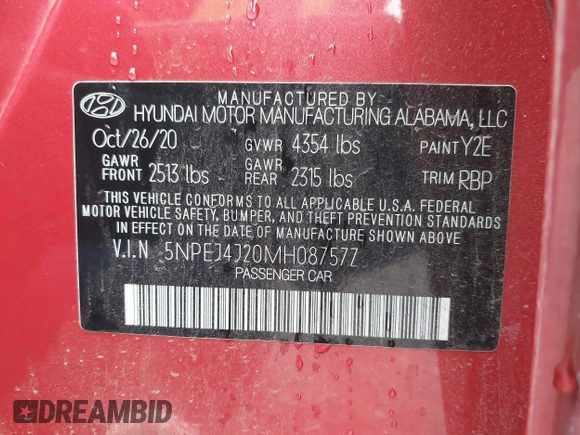 MANUFACTURED BY
HYUNDAI MOTOR MANUFACTURING ALABAMA, LLC
Oct/26/20 GVWR 4354 lbs PAINT Y2E
GAWR FRONT 2513 lbs GAWR REAR 2315 lbs TRIM RBP
THIS VEHICLE CONFORMS TO ALL APPLICABLE U.S.A. FEDERAL
MOTOR VEHICLE SAFETY, BUMPER, AND THEFT PREVENTION STANDARDS
IN EFFECT ON THE DATE OF MANUFACTURE SHOWN ABOVE
V.I.N 5NPEJ4J20MH087577
PASSENGER CAR
DREAMBID